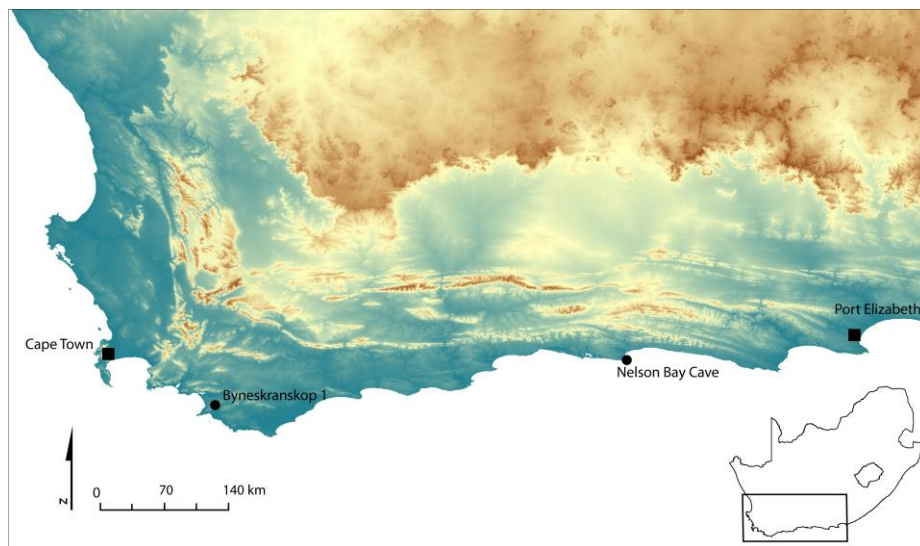 Port Elizabeth
Cape Town
Nelson Bay Cave
Byneskranskop 1
N
0 70 140 km